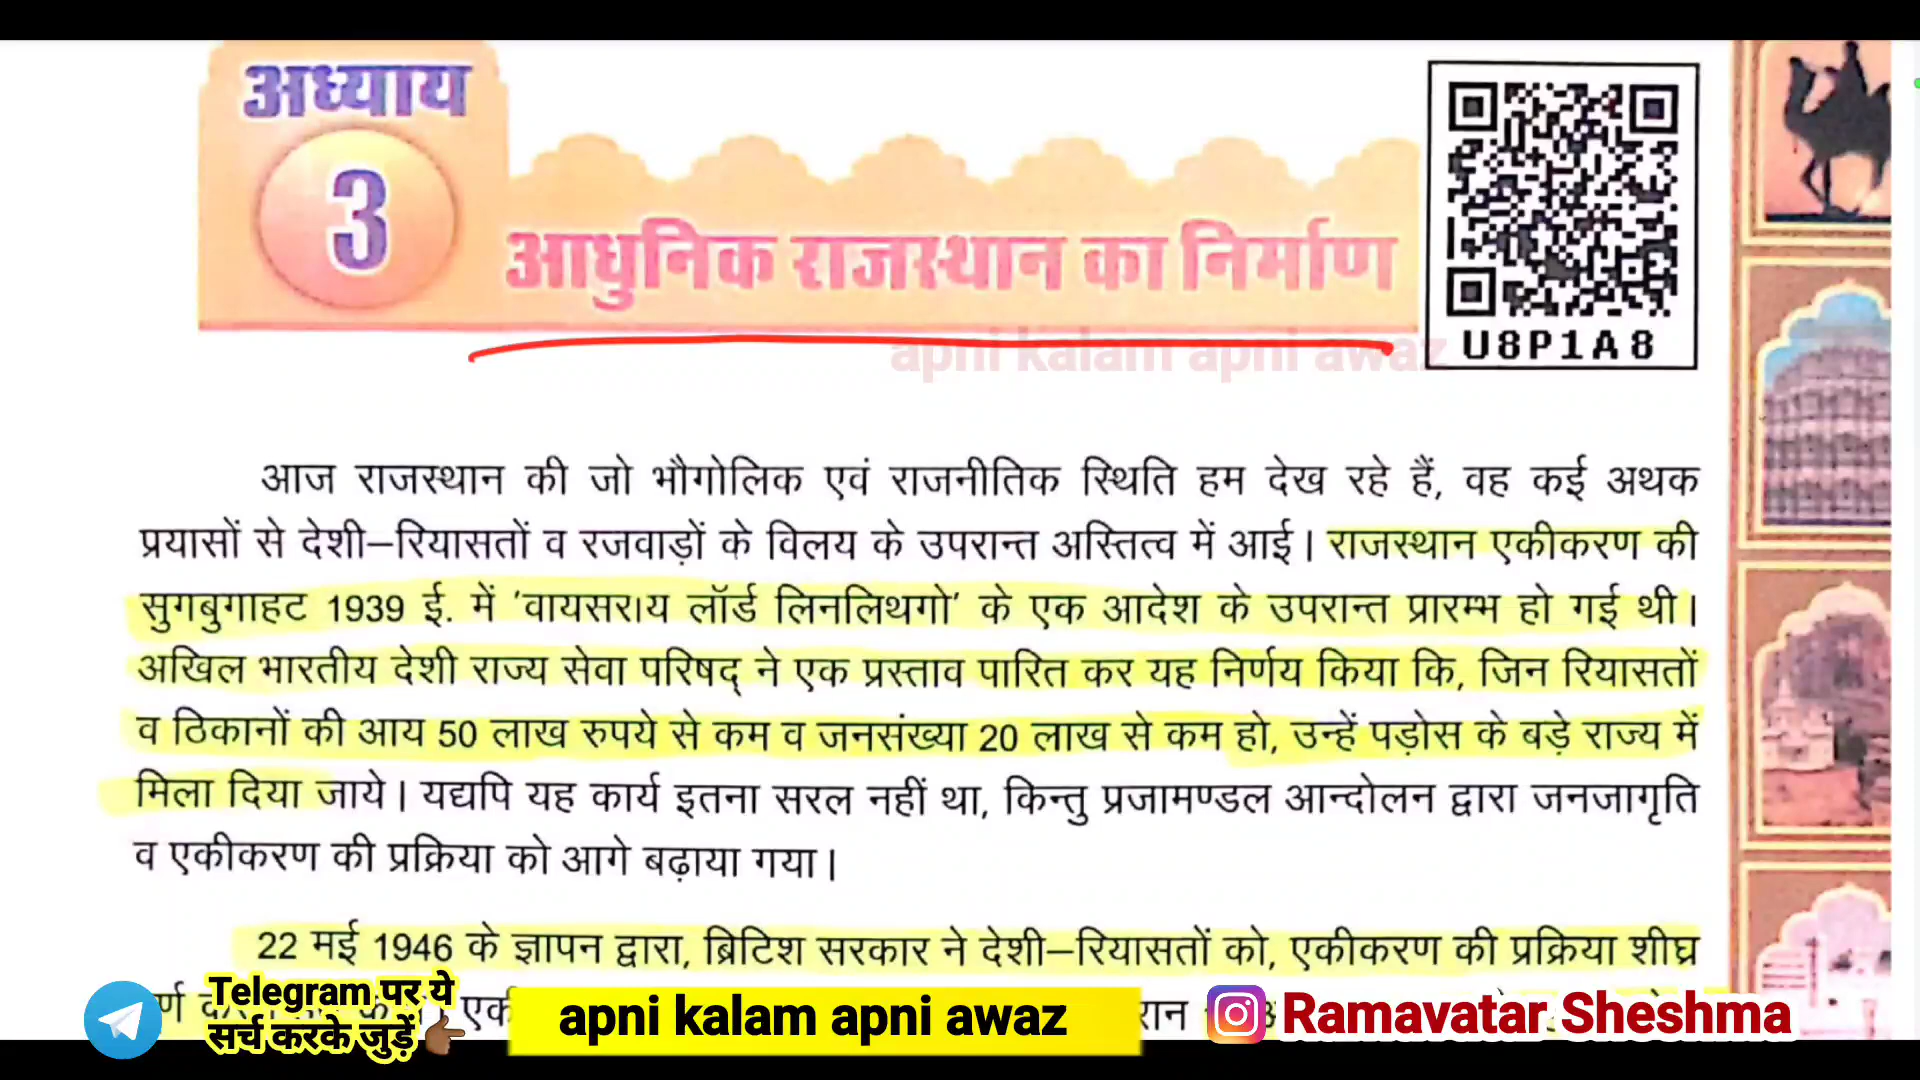 अध्याय
3
आधुनिक राजस्थान का निर्माण
U8P1A8
apni kalam apni awaz
आज राजस्थान की जो भौगोलिक एवं राजनीतिक स्थिति हम देख रहे हैं, वह कई अथक
प्रयासों से देशी–रियासतों व रजवाड़ों के विलय के उपरान्त अस्तित्व में आई। राजस्थान एकीकरण की
सुगबुगाहट 1939 ई. में 'वायसराय लॉर्ड लिनलिथगो' के एक आदेश के उपरान्त प्रारम्भ हो गई थी।
अखिल भारतीय देशी राज्य सेवा परिषद् ने एक प्रस्ताव पारित कर यह निर्णय किया कि, जिन रियासतों
व ठिकानों की आय 50 लाख रुपये से कम व जनसंख्या 20 लाख से कम हो, उन्हें पड़ोस के बड़े राज्य में
मिला दिया जाये। यद्यपि यह कार्य इतना सरल नहीं था, किन्तु प्रजामण्डल आन्दोलन द्वारा जनजागृति
व एकीकरण की प्रक्रिया को आगे बढ़ाया गया।
22 मई 1946 के ज्ञापन द्वारा, ब्रिटिश सरकार ने देशी–रियासतों को, एकीकरण की प्रक्रिया शीघ्र
Telegram पर ये
सर्च करके जुड़ें
apni kalam apni awaz
Ramavatar Sheshma